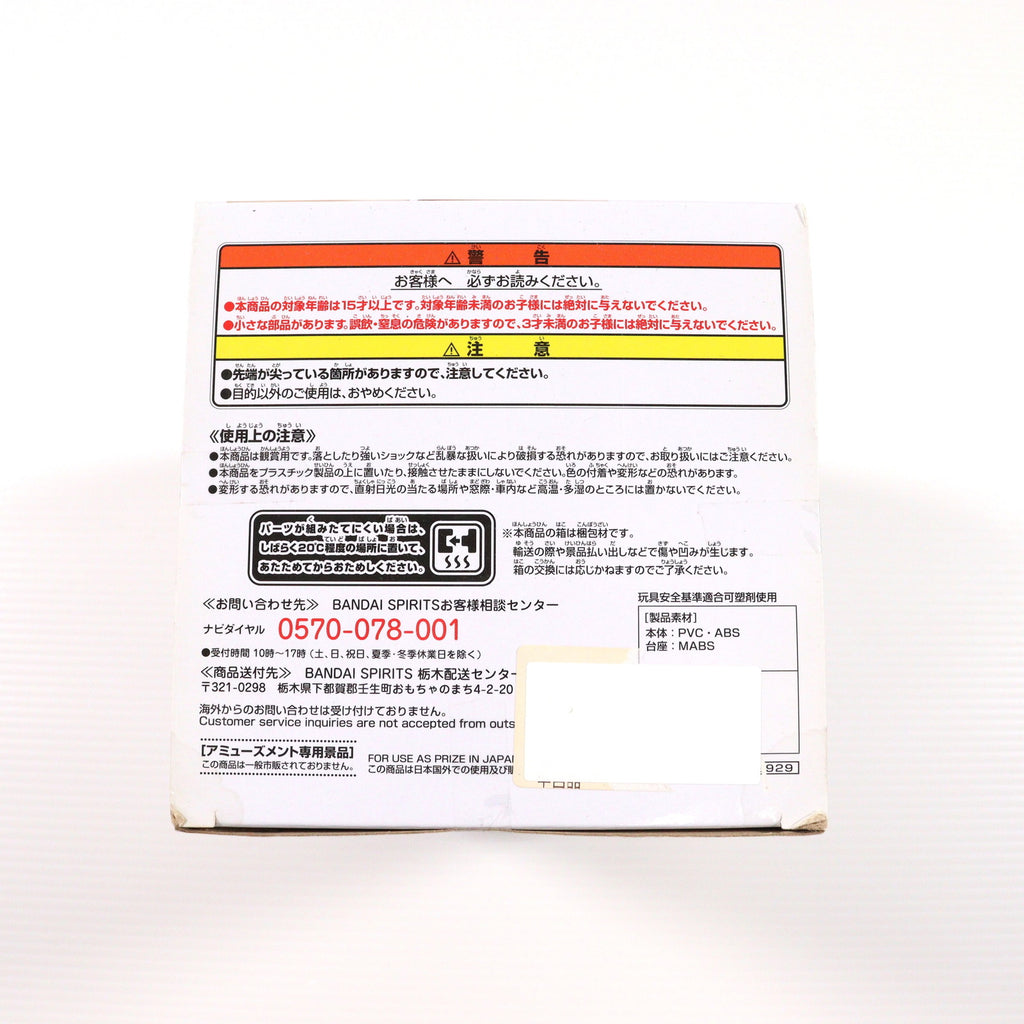 ⚠警告
お客様へ 必ずお読みください。
●本商品の対象年齢は15才以上です。対象年齢未満のお子様には絶対に与えないでください。
●小さな部品があります。誤飲・窒息の危険がありますので、3才未満のお子様には絶対に与えないでください。
⚠注意
●先端が尖っている箇所がありますので、注意してください。
●目的以外のご使用は、おやめください。
《使用上の注意》
●本商品は観賞用です。落としたり強いショックなど乱暴な扱いにより破損する恐れがありますので、お取り扱いにはご注意ください。
●本商品をプラスチック製品の上に置いたり、接触させたままにしないでください。色の付着や変形などの恐れがあります。
●変形する恐れがありますので、直射日光の当たる場所や窓際・車内など高温・多湿のところには置かないでください。
パーツが組みたてにくい場合は、
しばらく20℃程度の場所に置いて、
あたためてからおためしください。
※本商品の箱は梱包材です。
輸送の際や景品払い出しなどで傷や凹みが生じます。
箱の交換には応じかねますのでご了承ください。
≪お問い合わせ先≫ BANDAI SPIRITSお客様相談センター
ナビダイヤル 0570-078-001
●受付時間 10時〜17時(土、日、祝日、夏季・冬季休業日を除く)
≪商品送付先≫ BANDAI SPIRITS 栃木配送センター
〒321-0298 栃木県下都賀郡壬生町おもちゃのまち4-2-20
海外からのお問い合わせは受け付けておりません。
Customer service inquiries are not accepted from outs
[アミューズメント専用景品]
この商品は一般市販されておりません。
FOR USE AS PRIZE IN JAPAN
この商品は日本国外での使用及び販
玩具安全基準適合可塑剤使用
[製品素材]
本体:PVC・ABS
台座:MABS
929